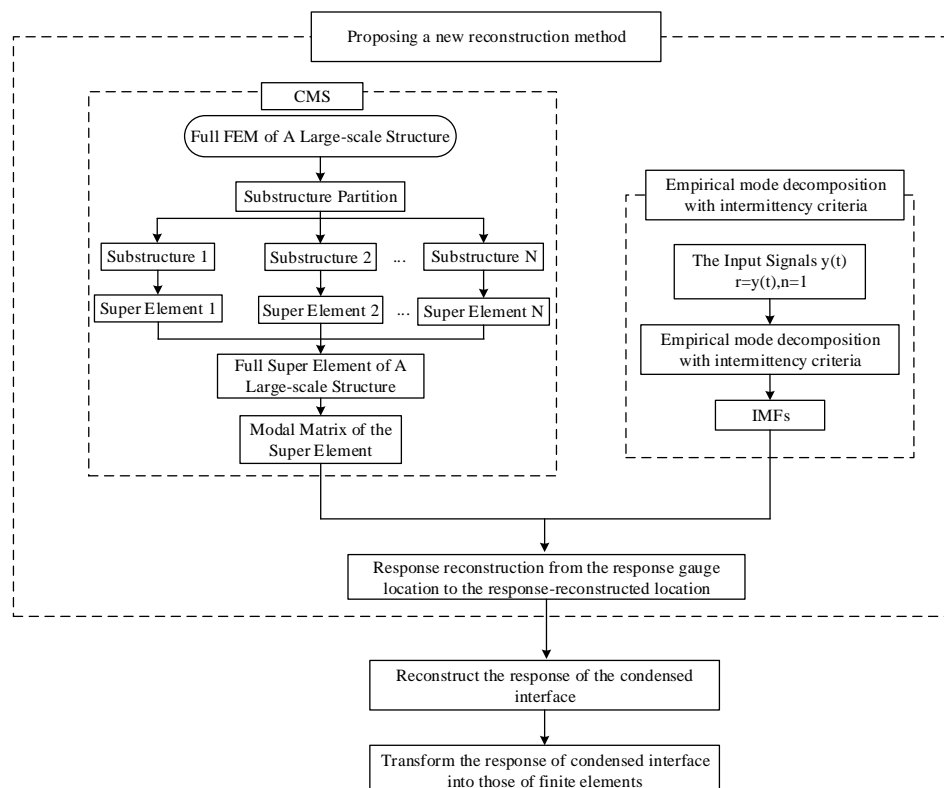 Proposing a new reconstruction method
CMS
Full FEM of A Large-scale Structure
Substructure Partition
Substructure 1
Substructure 2
...
Substructure N
Super Element 1
Super Element 2
...
Super Element N
Full Super Element of A
Large-scale Structure
Modal Matrix of the
Super Element
Empirical mode decomposition
with intermittency criteria
The Input Signals y(t)
r=y(t),n=1
Empirical mode decomposition
with intermittency criteria
IMFs
Response reconstruction from the response gauge
location to the response-reconstructed location
Reconstruct the response of the condensed
interface
Transform the response of condensed interface
into those of finite elements